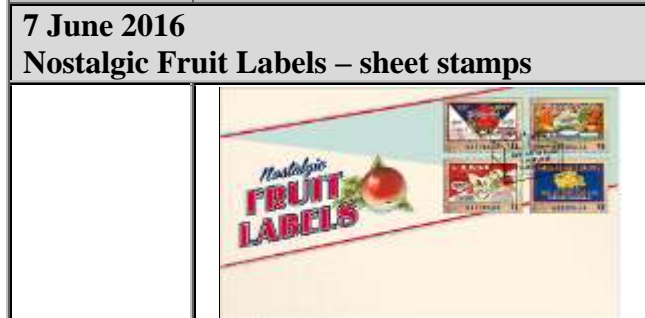 7 June 2016
Nostalgic Fruit Labels – sheet stamps
Nostalgic
FRUIT
LABELS